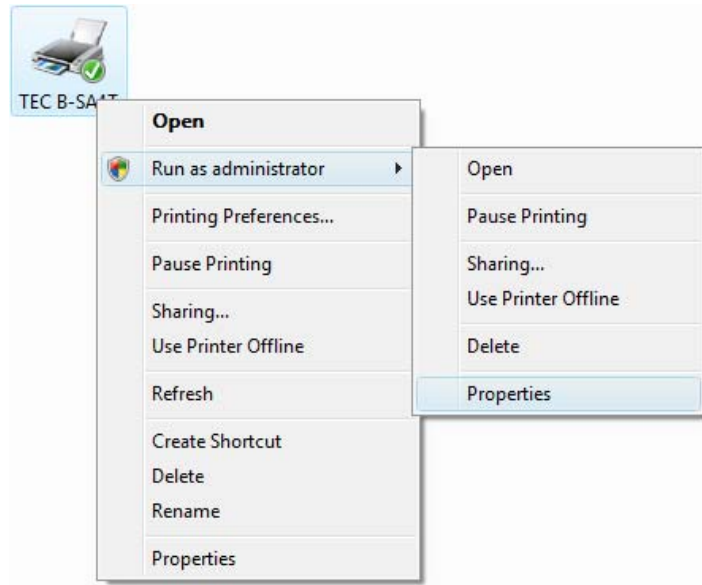 TEC B-SA4T
Open
Run as administrator
Printing Preferences...
Pause Printing
Sharing...
Use Printer Offline
Refresh
Create Shortcut
Delete
Rename
Properties
Open
Pause Printing
Sharing...
Use Printer Offline
Delete
Properties